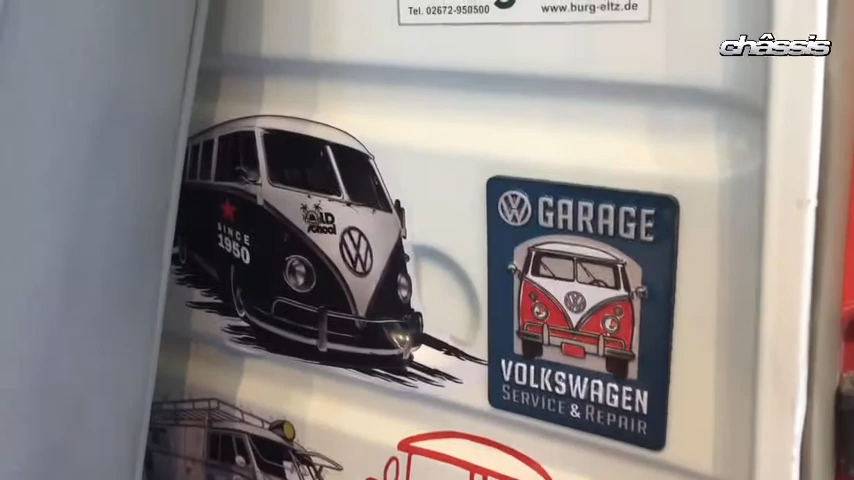 Tel. 02672-950500
www.burg-eltz.de
châssis
OLD
SCHOOL
SINCE
1950
GARAGE
VOLKSWAGEN
SERVICE & REPAIR